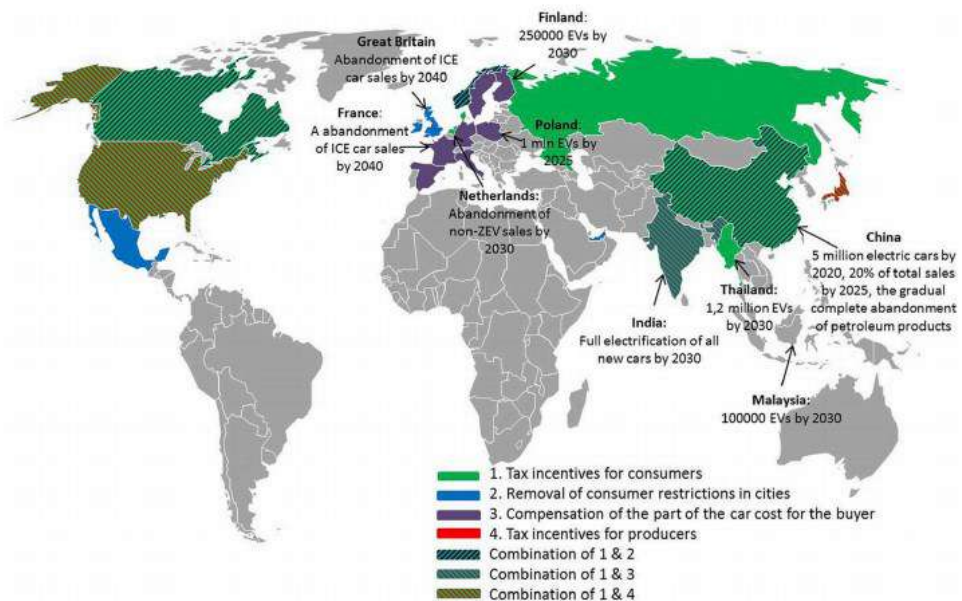 Finland:
250000 EVs by
2030
Great Britain
Abandonment of ICE
car sales by 2040
France:
A abandonment
of ICE car sales
by 2040
Poland:
1 mln EVs by
2025
Netherlands:
Abandonment of
non-ZEV sales by
2030
China
5 million electric cars by
2020, 20% of total sales
by 2025, the gradual
complete abandonment
of petroleum products
Thailand:
1,2 million EVs
by 2030
India:
Full electrification of all
new cars by 2030
Malaysia:
100000 EVs by 2030
1. Tax incentives for consumers
2. Removal of consumer restrictions in cities
3. Compensation of the part of the car cost for the buyer
4. Tax incentives for producers
Combination of 1 & 2
Combination of 1 & 3
Combination of 1 & 4